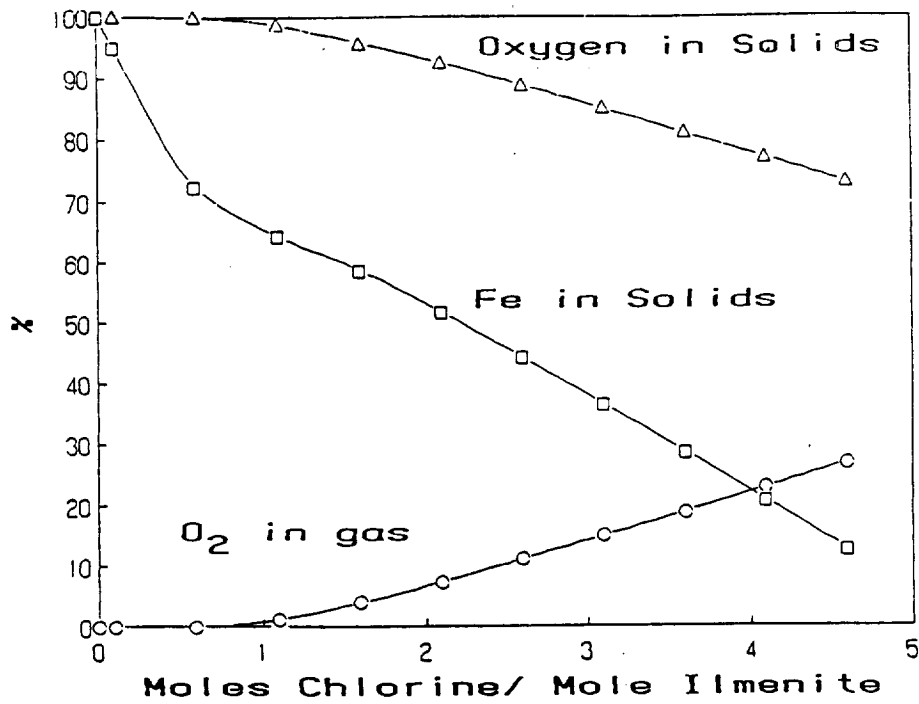 100
90
80
70
60
50
40
30
20
10
0
%
Oxygen in Solids
Fe in Solids
O2 in gas
0 1 2 3 4 5
Moles Chlorine/ Mole Ilmenite